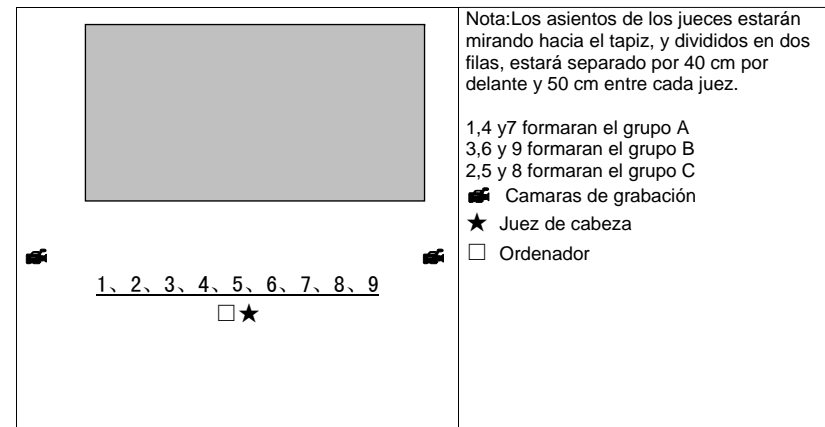 Nota:Los asientos de los jueces estarán
mirando hacia el tapiz, y divididos en dos
filas, estará separado por 40 cm por
delante y 50 cm entre cada juez.
1,4 y7 formaran el grupo A
3,6 y 9 formaran el grupo B
2,5 y 8 formaran el grupo C
Camaras de grabación
★ Juez de cabeza
□ Ordenador
1、2、3、4、5、6、7、8、9
□★